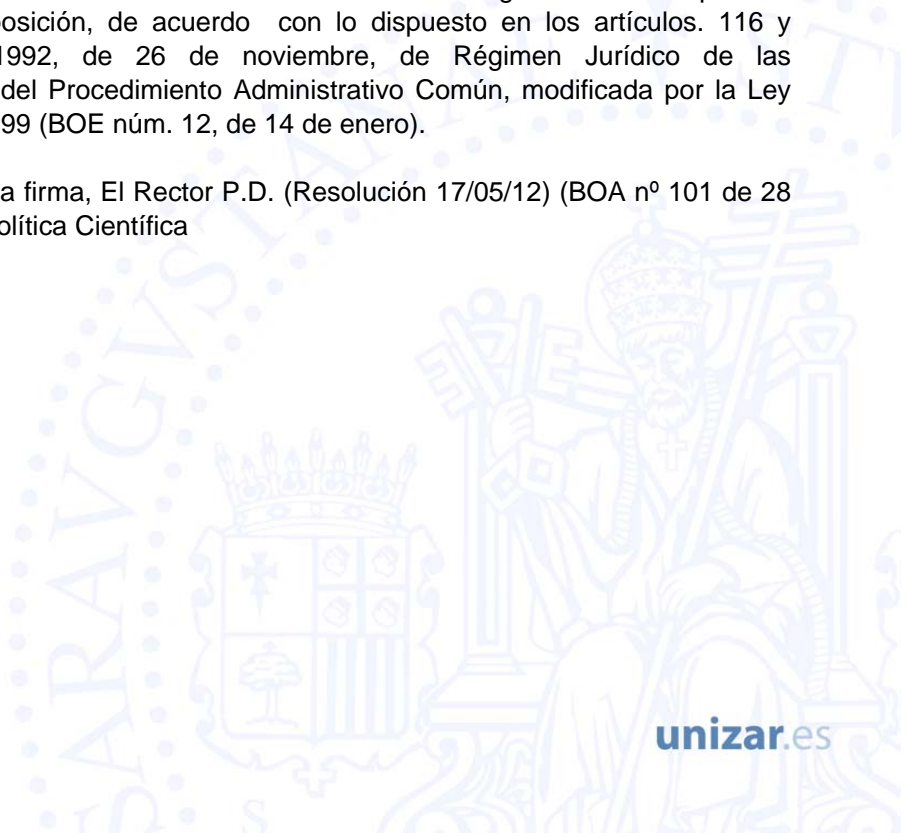 osición, de acuerdo con lo dispuesto en los artículos. 116 y
1992, de 26 de noviembre, de Régimen Jurídico de las
del Procedimiento Administrativo Común, modificada por la Ley
99 (BOE núm. 12, de 14 de enero).
a firma, El Rector P.D. (Resolución 17/05/12) (BOA nº 101 de 28
olítica Científica
unizar.es